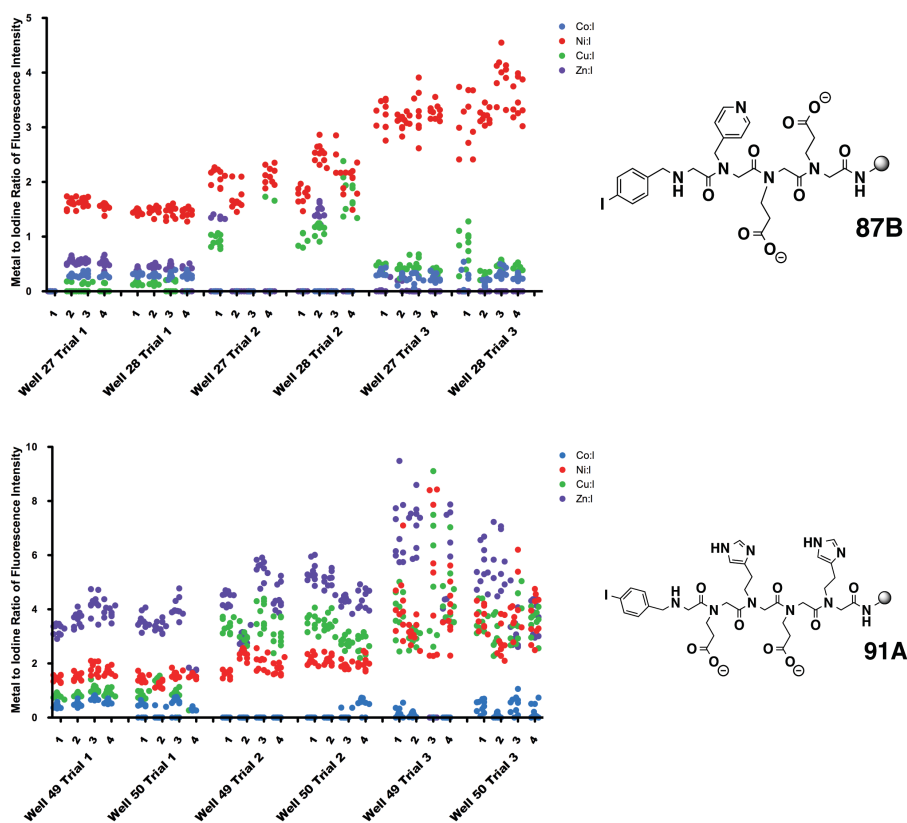 Metal to Iodine Ratio of Fluorescence Intensity
5
4
3
2
1
0
Co:I
Ni:I
Cu:I
Zn:I
1 2 3 4 1 2 3 4 1 2 3 4 1 2 3 4 1 2 3 4 1 2 3 4
Well 27 Trial 1
Well 28 Trial 1
Well 27 Trial 2
Well 28 Trial 2
Well 27 Trial 3
Well 28 Trial 3
I
H
N
O
N
N
O
N
O
O⊖
O
N
O
O⊖
O
N
H
87B
Metal to Iodine Ratio of Fluorescence Intensity
10
8
6
4
2
0
Co:I
Ni:I
Cu:I
Zn:I
1 2 3 4 1 2 3 4 1 2 3 4 1 2 3 4 1 2 3 4 1 2 3 4
Well 49 Trial 1
Well 50 Trial 1
Well 49 Trial 2
Well 50 Trial 2
Well 49 Trial 3
Well 50 Trial 3
I
H
N
O
N
O
O⊖
O
HN
N
N
O
N
O
O⊖
O
HN
N
N
O
N
H
91A